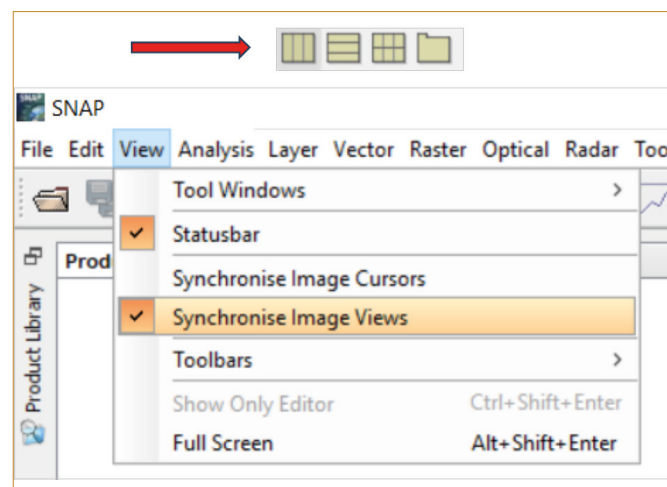 SNAP
File Edit View Analysis Layer Vector Raster Optical Radar Too
Tool Windows >
Statusbar
Prod
Synchronise Image Cursors
Synchronise Image Views
Product Library
Toolbars >
Show Only Editor Ctrl+Shift+Enter
Full Screen Alt+Shift+Enter